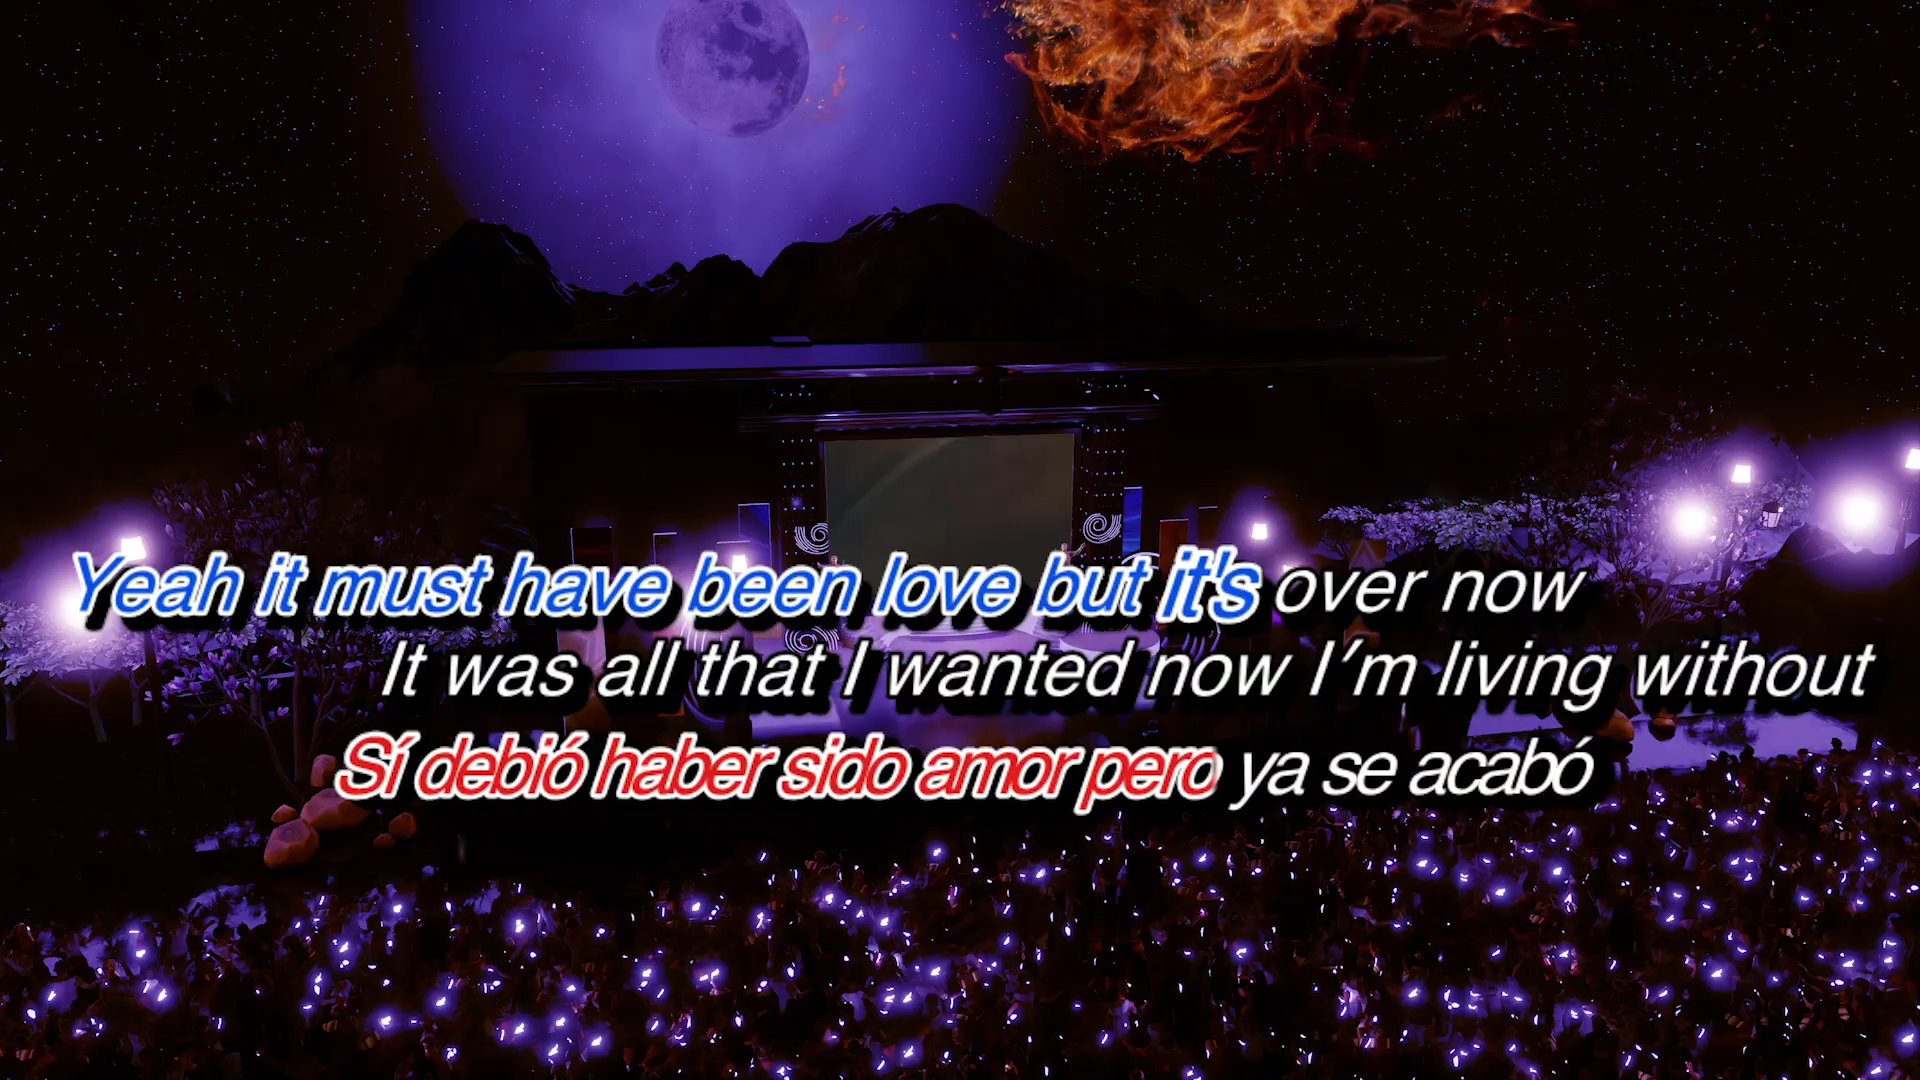 Yeah it must have been love but it's over now
It was all that I wanted now I'm living without
Sí debió haber sido amor pero ya se acabó